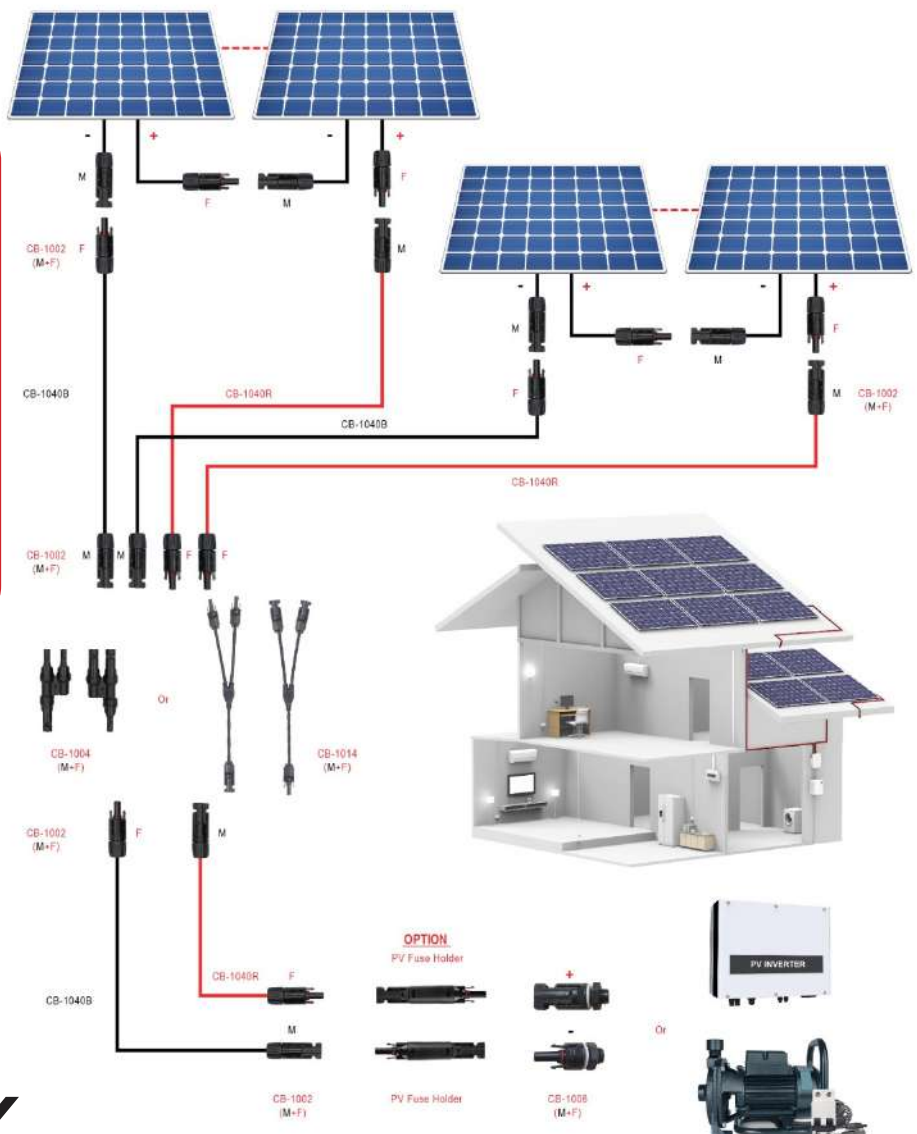 - + - +
M F M F
CB-1002 F M
(M+F)
- + - +
M F M F
CB-1040B CB-1040R F M CB-1002
(M+F)
CB-1040B
CB-1040R
CB-1002 M M F F
(M+F)
Or
CB-1004 CB-1014
(M+F) (M+F)
CB-1002 F M
(M+F)
OPTION
PV Fuse Holder
CB-1040R F +
CB-1040B
M - Or
CB-1002 PV Fuse Holder CB-1006
(M+F) (M+F)
PV INVERTER